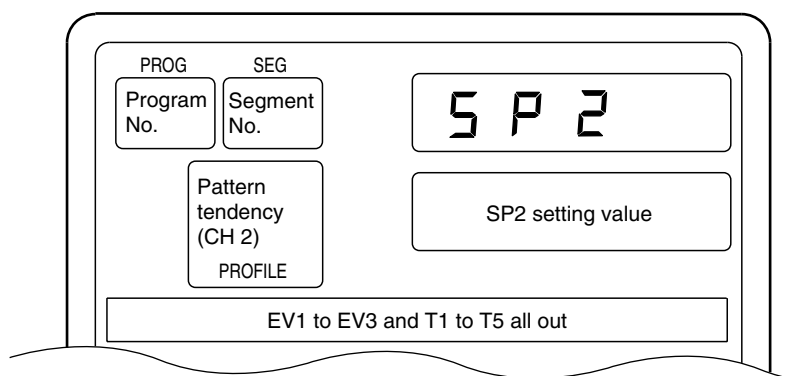 PROG SEG
Program No.
Segment No.
SP2
Pattern tendency (CH 2)
PROFILE
SP2 setting value
EV1 to EV3 and T1 to T5 all out